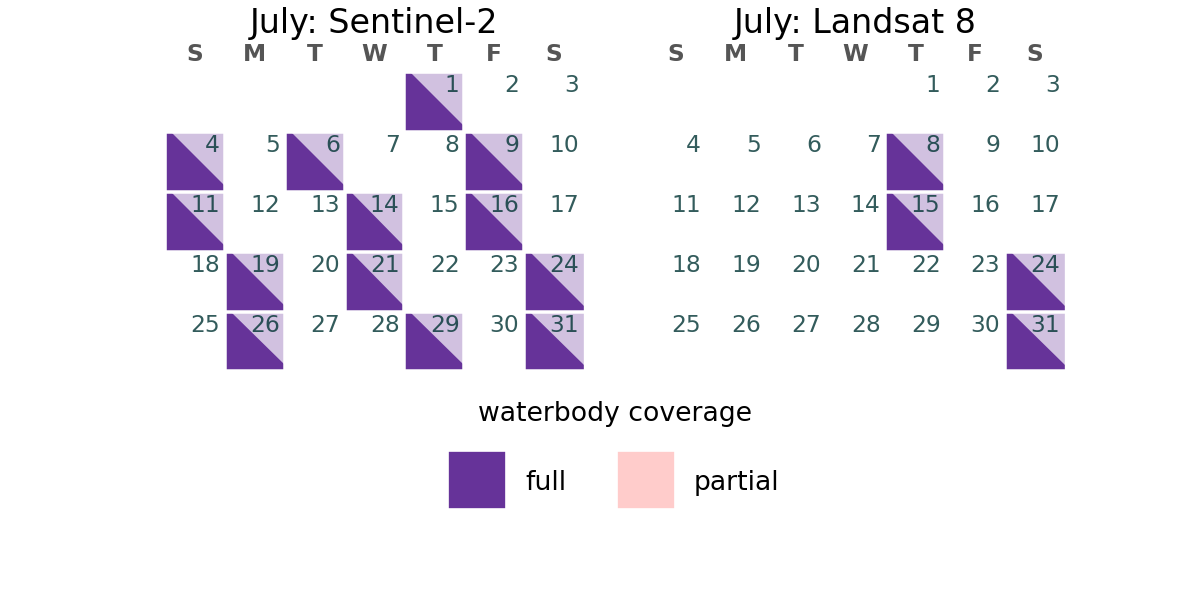 July: Sentinel-2
S M T W T F S
1 2 3
4 5 6 7 8 9 10
11 12 13 14 15 16 17
18 19 20 21 22 23 24
25 26 27 28 29 30 31
July: Landsat 8
S M T W T F S
1 2 3
4 5 6 7 8 9 10
11 12 13 14 15 16 17
18 19 20 21 22 23 24
25 26 27 28 29 30 31
waterbody coverage
full partial